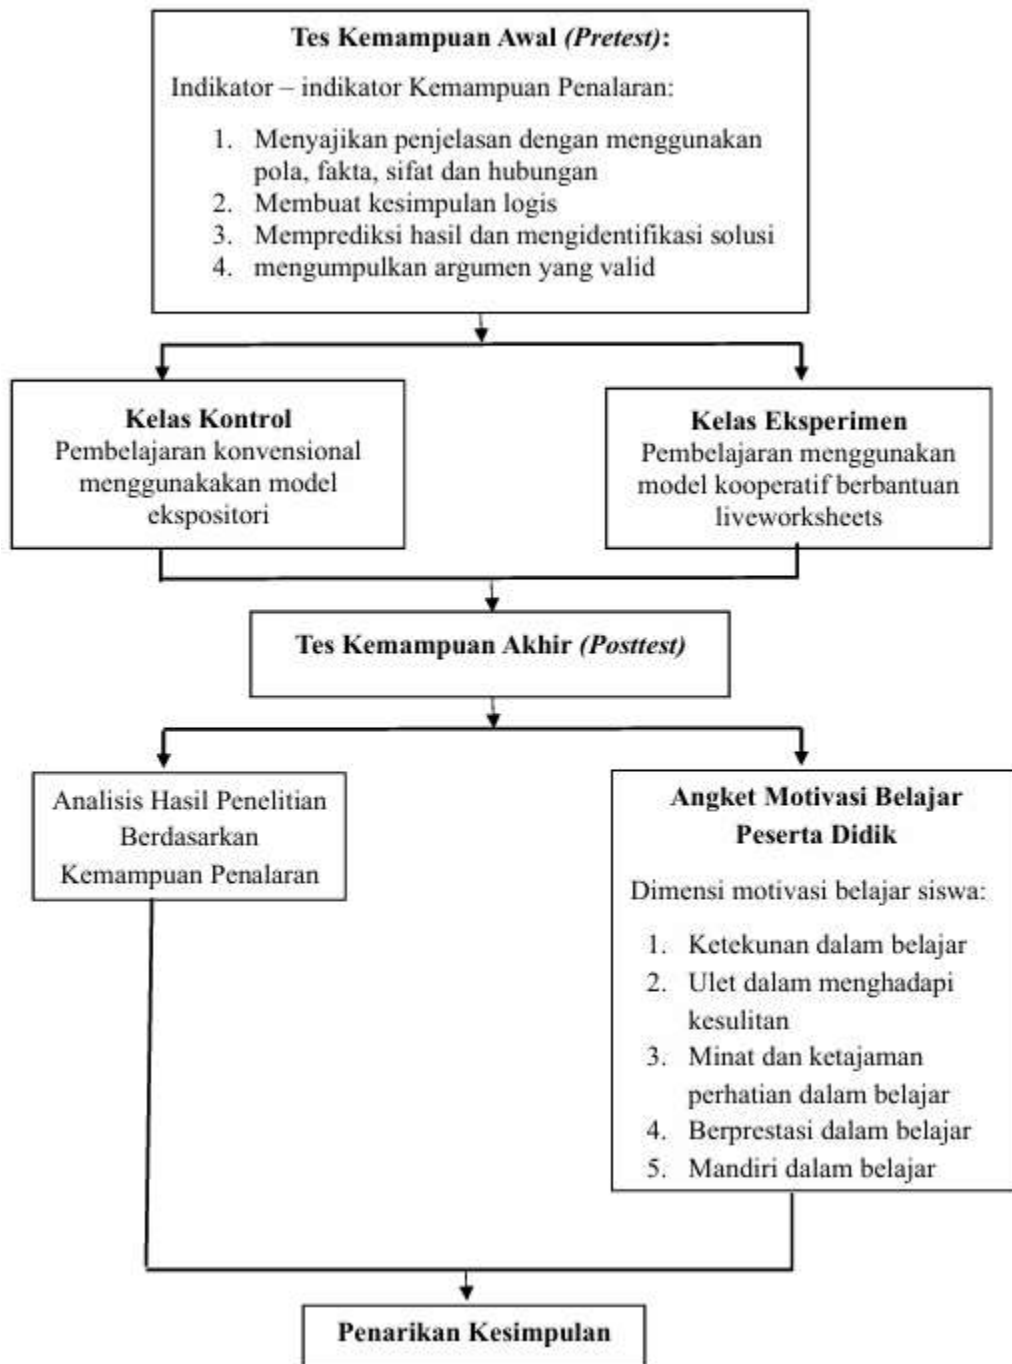 Tes Kemampuan Awal (Pretest):
Indikator – indikator Kemampuan Penalaran:
1. Menyajikan penjelasan dengan menggunakan
pola, fakta, sifat dan hubungan
2. Membuat kesimpulan logis
3. Memprediksi hasil dan mengidentifikasi solusi
4. mengumpulkan argumen yang valid
Kelas Kontrol
Pembelajaran konvensional
menggunakakan model
ekspositori
Kelas Eksperimen
Pembelajaran menggunakan
model kooperatif berbantuan
liveworksheets
Tes Kemampuan Akhir (Posttest)
Analisis Hasil Penelitian
Berdasarkan
Kemampuan Penalaran
Angket Motivasi Belajar
Peserta Didik
Dimensi motivasi belajar siswa:
1. Ketekunan dalam belajar
2. Ulet dalam menghadapi
kesulitan
3. Minat dan ketajaman
perhatian dalam belajar
4. Berprestasi dalam belajar
5. Mandiri dalam belajar
Penarikan Kesimpulan